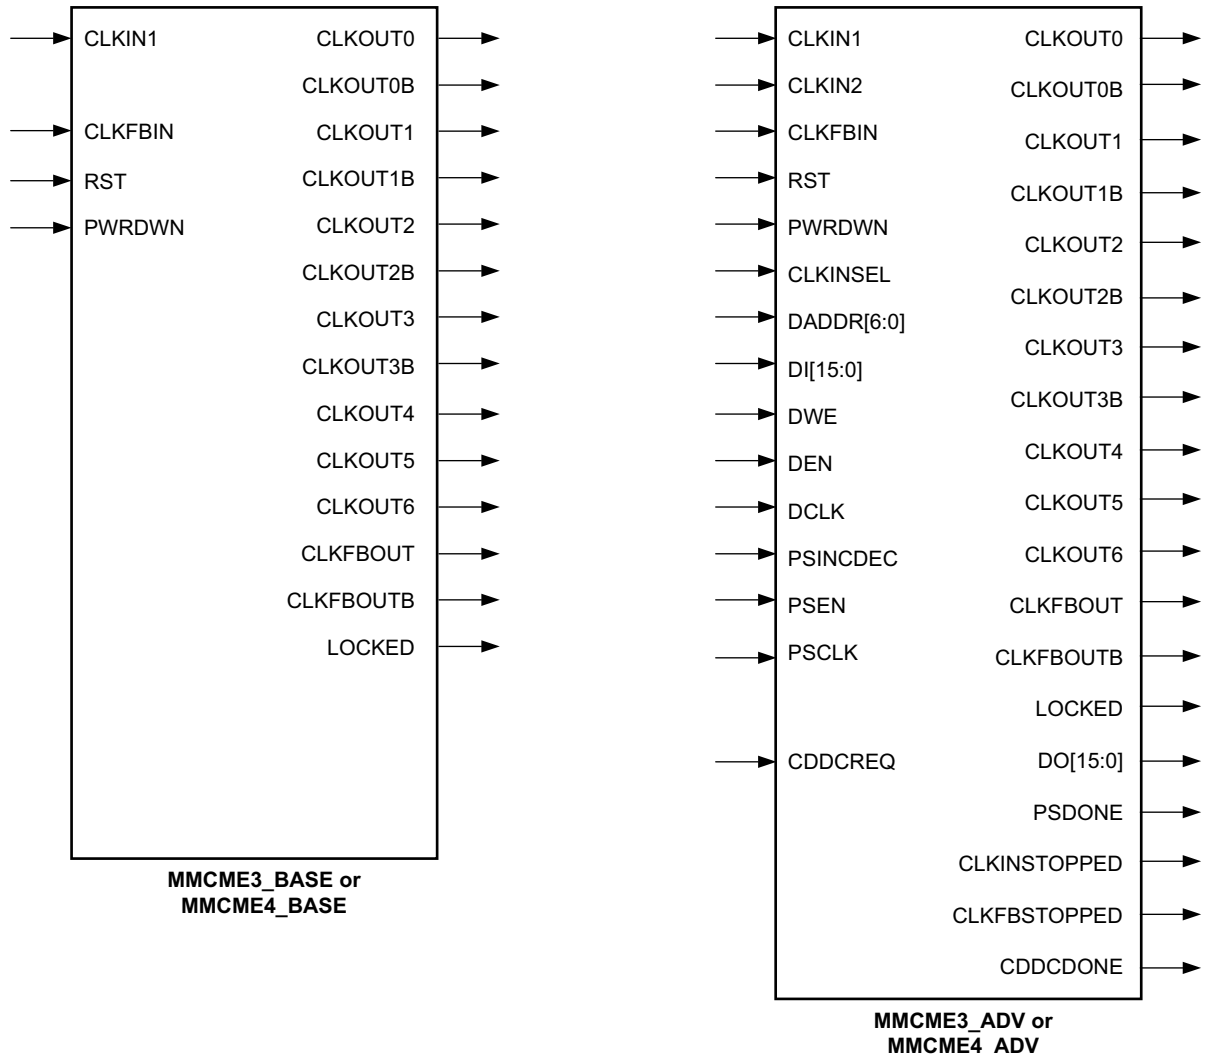 CLKIN1
CLKFBIN
RST
PWRDWN
CLKOUT0
CLKOUT0B
CLKOUT1
CLKOUT1B
CLKOUT2
CLKOUT2B
CLKOUT3
CLKOUT3B
CLKOUT4
CLKOUT5
CLKOUT6
CLKFBOUT
CLKFBOUTB
LOCKED
MMCME3_BASE or
MMCME4_BASE
CLKIN1
CLKIN2
CLKFBIN
RST
PWRDWN
CLKINSEL
DADDR[6:0]
DI[15:0]
DWE
DEN
DCLK
PSINCDEC
PSEN
PSCLK
CDDCREQ
CLKOUT0
CLKOUT0B
CLKOUT1
CLKOUT1B
CLKOUT2
CLKOUT2B
CLKOUT3
CLKOUT3B
CLKOUT4
CLKOUT5
CLKOUT6
CLKFBOUT
CLKFBOUTB
LOCKED
DO[15:0]
PSDONE
CLKINSTOPPED
CLKFBSTOPPED
CDDCDONE
MMCME3_ADV or
MMCME4_ADV